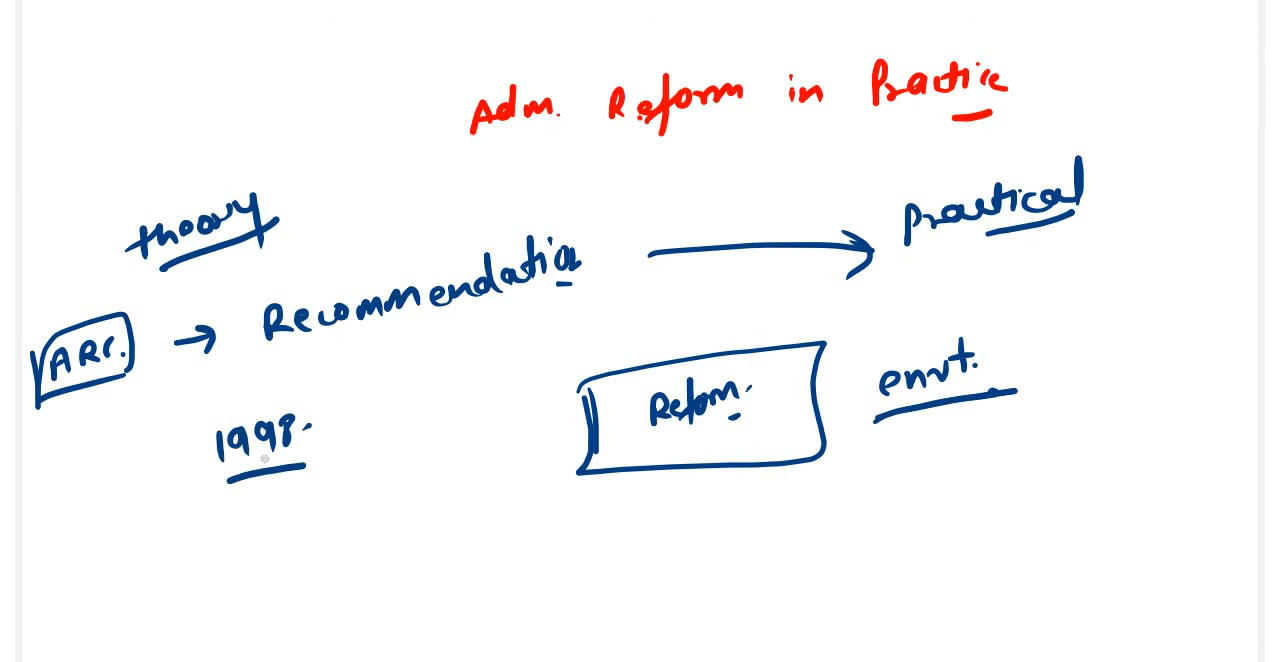 Adm. Reform in Practice
theory
Practical
ARC. → Recommendation
Reform.
envt.
1998.